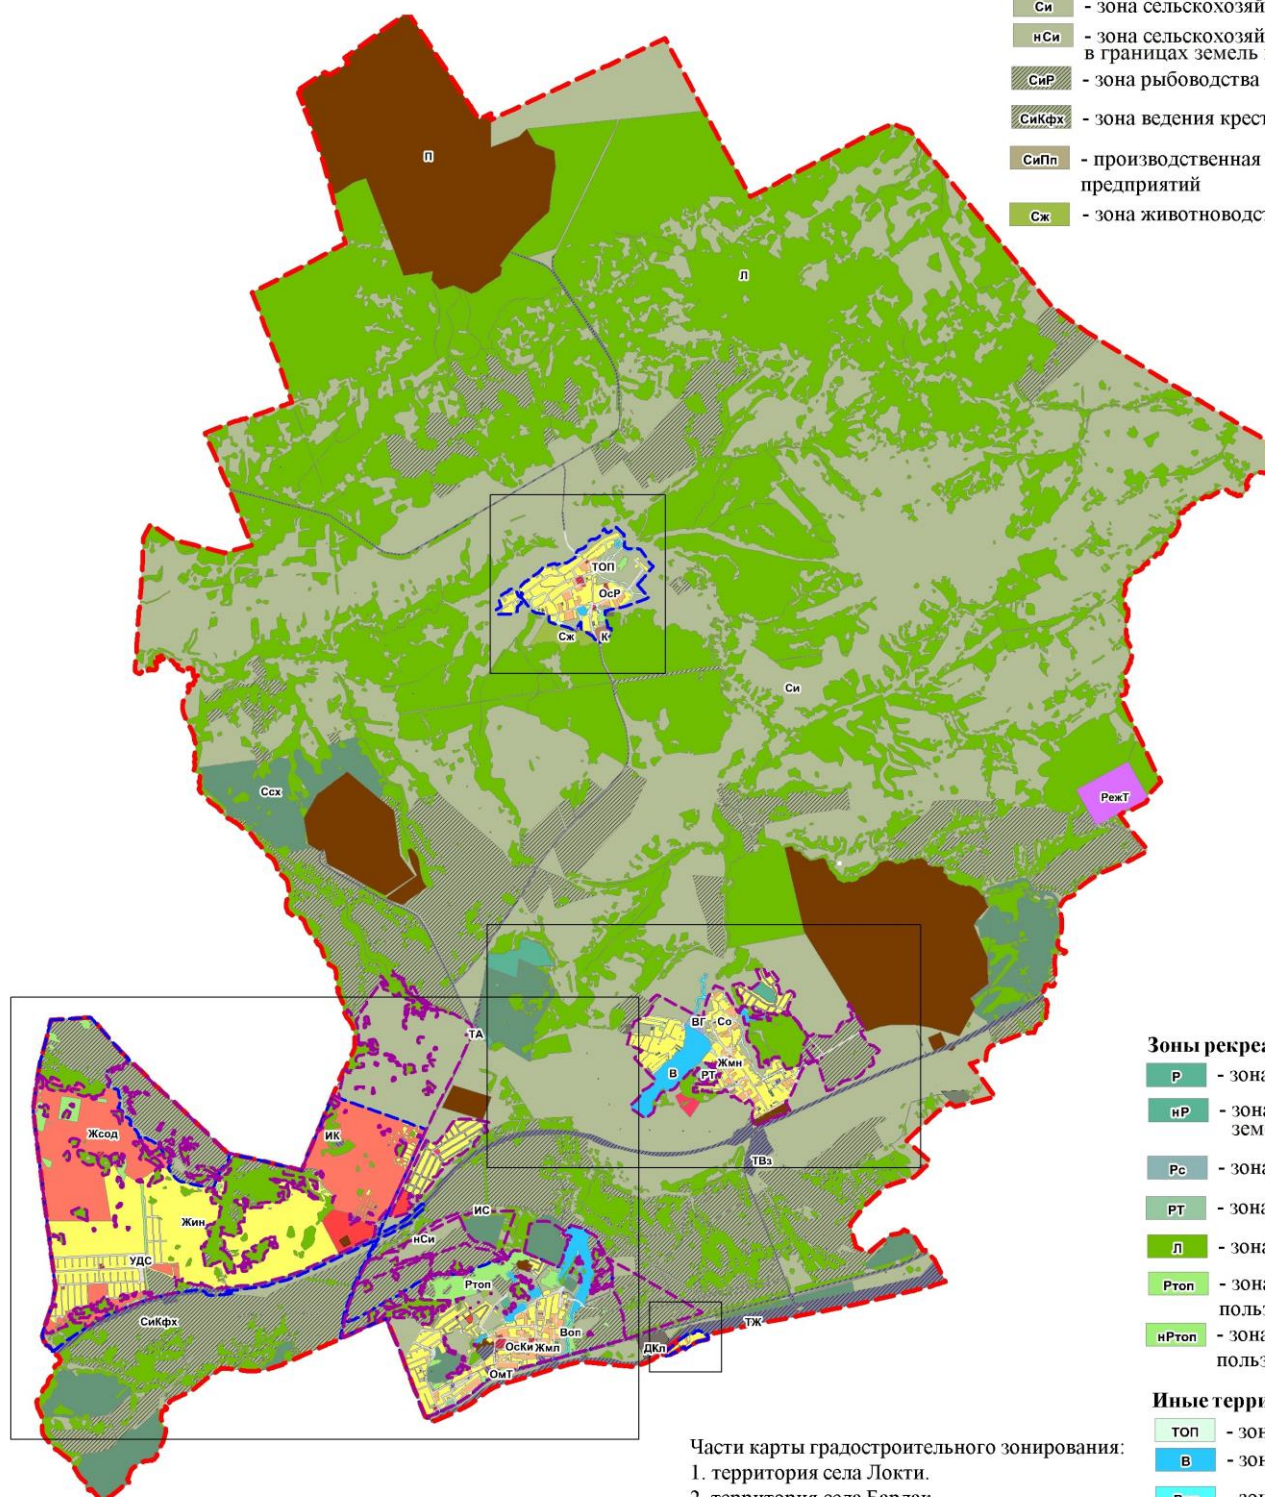 Си - зона сельскохозяй
нСи - зона сельскохозяй
в границах земель
СиР - зона рыбоводства
СиКфх - зона ведения крест
СиПп - производственная
предприятий
Сж - зона животноводст
П
Л
ТОП
ОсР
Сж
К
Си
Ссх
РежТ
ТА
ВГ
Со
Жмн
В
РТ
ТВз
Жсод
ИК
Жин
УДС
ИС
нСи
СиКфх
Ртоп
Воп
ОсКи
Жмл
ОмТ
ДКп
ТЖ
Зоны рекреа
Р - зона
нР - зона
зем
Рс - зона
РТ - зона
Л - зона
Ртоп - зона
польз
нРтоп - зона
польз
Иные терри
ТОП - зон
В - зон
Части карты градостроительного зонирования:
1. территория села Локти.